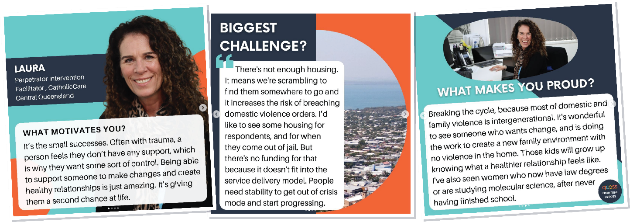 LAURA
Perpetrator Intervention
Facilitator, CatholicCare
Central Queensland
WHAT MOTIVATES YOU?
It's the small successes. Often with trauma, a
person feels they don't have any support, which
is why they want some sort of control. Being able
to support someone to make changes and create
healthy relationships is just amazing. It's giving
them a second chance at life.
BIGGEST
CHALLENGE?
There's not enough housing.
It means we're scrambling to
find them somewhere to go and
it increases the risk of breaching
domestic violence orders. I'd
like to see some housing for
respondents, and for when
they come out of jail. But
there's no funding for that
because it doesn't fit into the
service delivery model. People
need stability to get out of crisis
mode and start progressing.
WHAT MAKES YOU PROUD?
Breaking the cycle, because most of domestic and
family violence is intergenerational. It's wonderful
to see someone who wants change, and is doing
the work to create a new family environment with
no violence in the home. Those kids will grow up
knowing what a healthier relationship feels like.
I've also seen women who now have law degrees
or are studying molecular science, after never
having finished school.